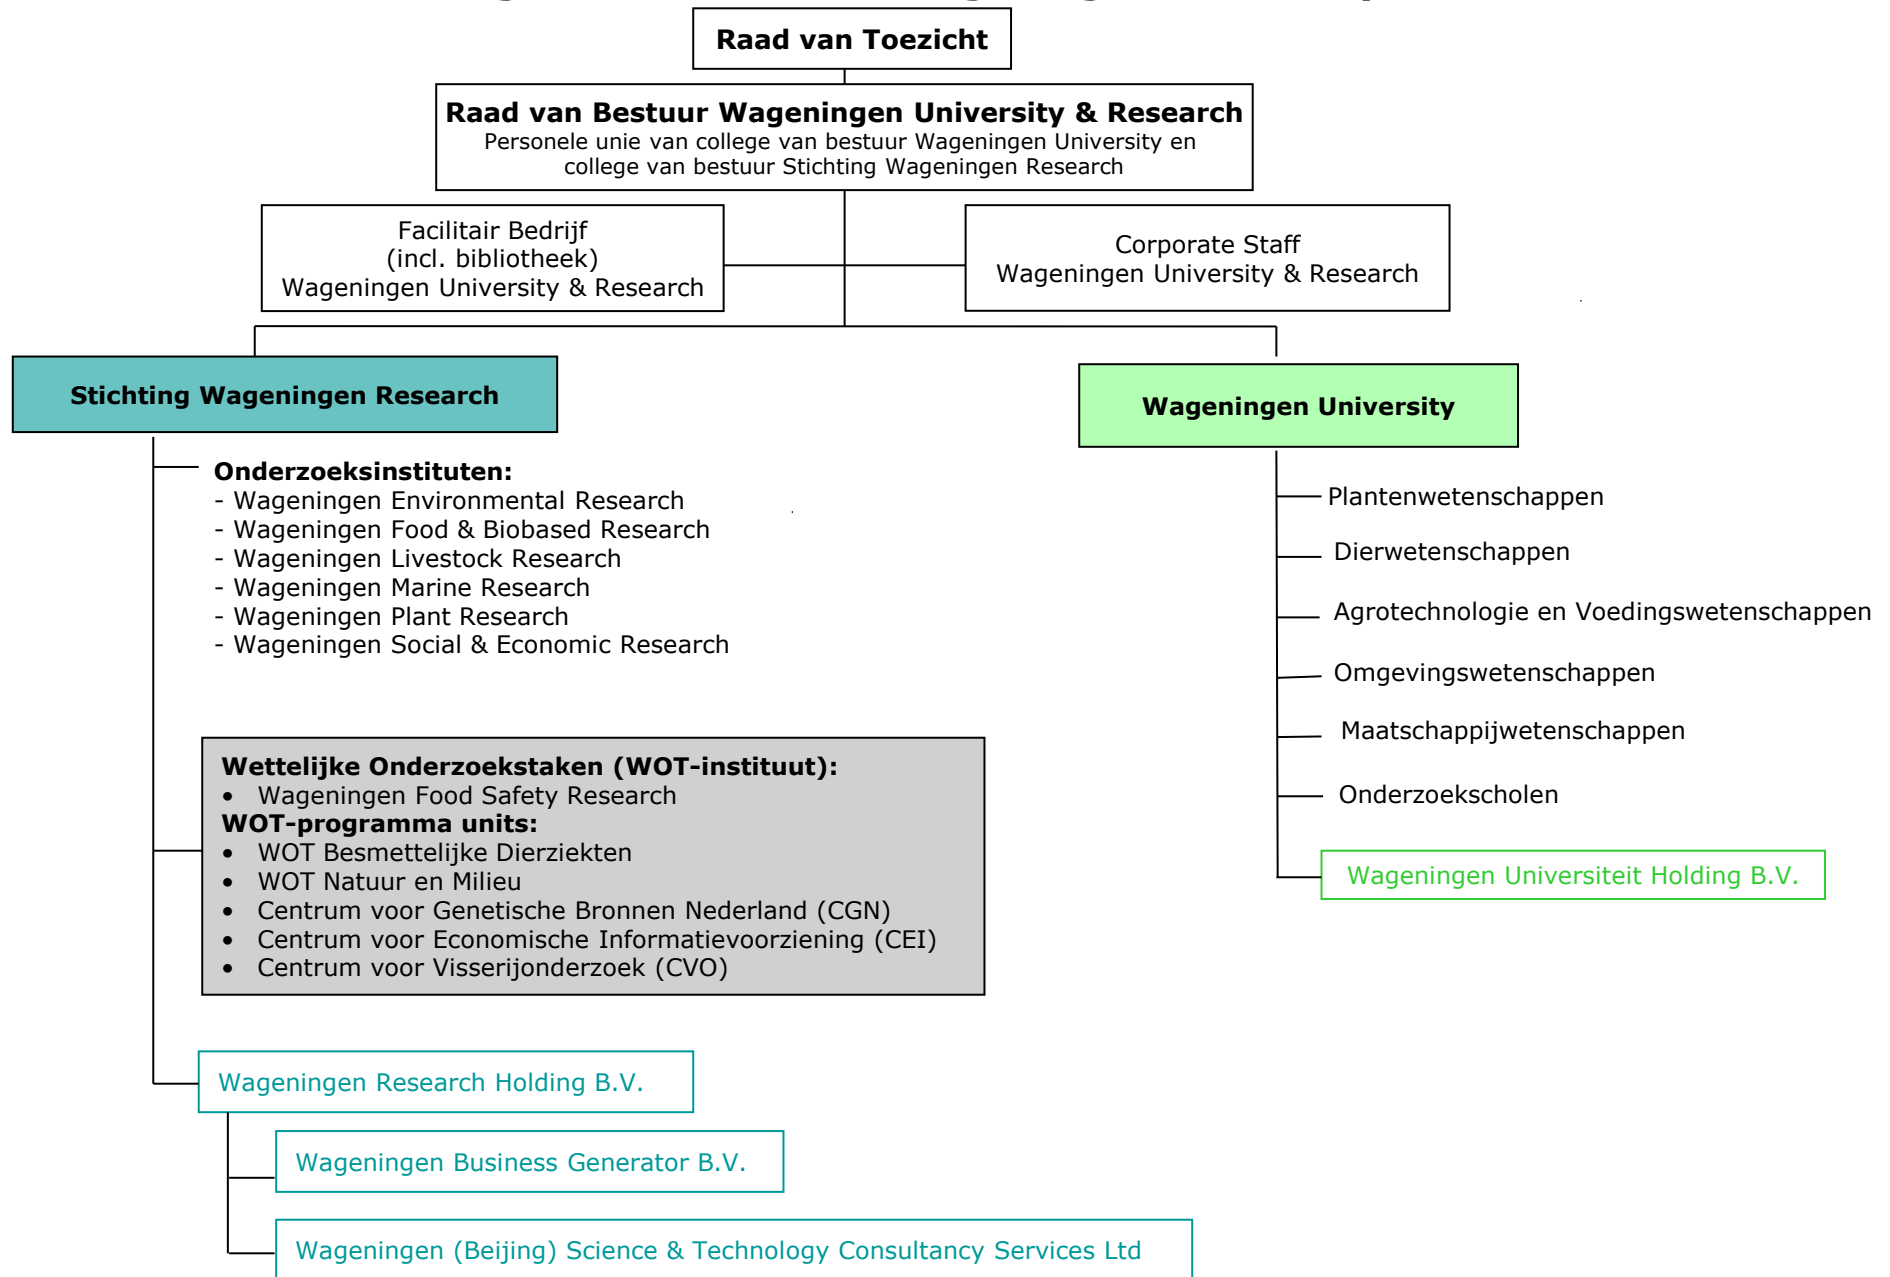 Raad van Toezicht
Raad van Bestuur Wageningen University & Research
Personele unie van college van bestuur Wageningen University en
college van bestuur Stichting Wageningen Research
Facilitair Bedrijf
(incl. bibliotheek)
Wageningen University & Research
Corporate Staff
Wageningen University & Research
Stichting Wageningen Research
Wageningen University
Onderzoeksinstituten:
- Wageningen Environmental Research
- Wageningen Food & Biobased Research
- Wageningen Livestock Research
- Wageningen Marine Research
- Wageningen Plant Research
- Wageningen Social & Economic Research
Wettelijke Onderzoekstaken (WOT-instituut):
• Wageningen Food Safety Research
WOT-programma units:
• WOT Besmettelijke Dierziekten
• WOT Natuur en Milieu
• Centrum voor Genetische Bronnen Nederland (CGN)
• Centrum voor Economische Informatievoorziening (CEI)
• Centrum voor Visserijonderzoek (CVO)
Wageningen Research Holding B.V.
Wageningen Business Generator B.V.
Wageningen (Beijing) Science & Technology Consultancy Services Ltd
Plantenwetenschappen
Dierwetenschappen
Agrotechnologie en Voedingswetenschappen
Omgevingswetenschappen
Maatschappijwetenschappen
Onderzoekscholen
Wageningen Universiteit Holding B.V.